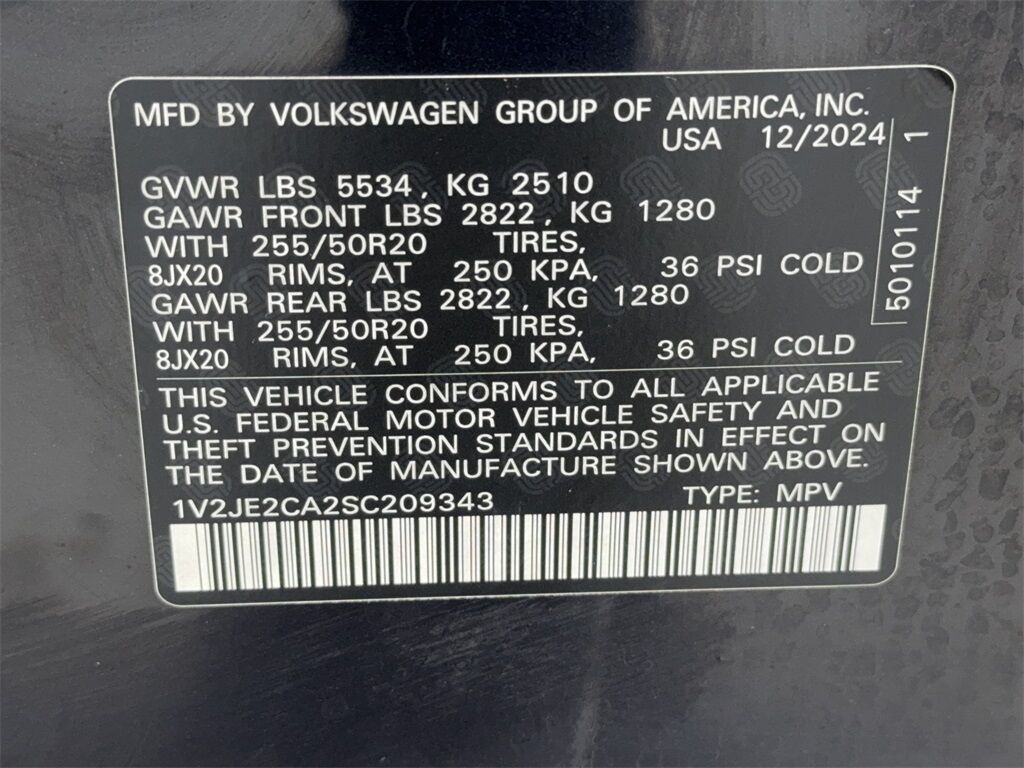 MFD BY VOLKSWAGEN GROUP OF AMERICA, INC.
USA 12/2024
GVWR LBS 5534, KG 2510
GAWR FRONT LBS 2822, KG 1280
WITH 255/50R20 TIRES,
8JX20 RIMS, AT 250 KPA, 36 PSI COLD
GAWR REAR LBS 2822, KG 1280
WITH 255/50R20 TIRES,
8JX20 RIMS, AT 250 KPA, 36 PSI COLD
5010114 1
THIS VEHICLE CONFORMS TO ALL APPLICABLE
U.S. FEDERAL MOTOR VEHICLE SAFETY AND
THEFT PREVENTION STANDARDS IN EFFECT ON
THE DATE OF MANUFACTURE SHOWN ABOVE.
1V2JE2CA2SC209343 TYPE: MPV